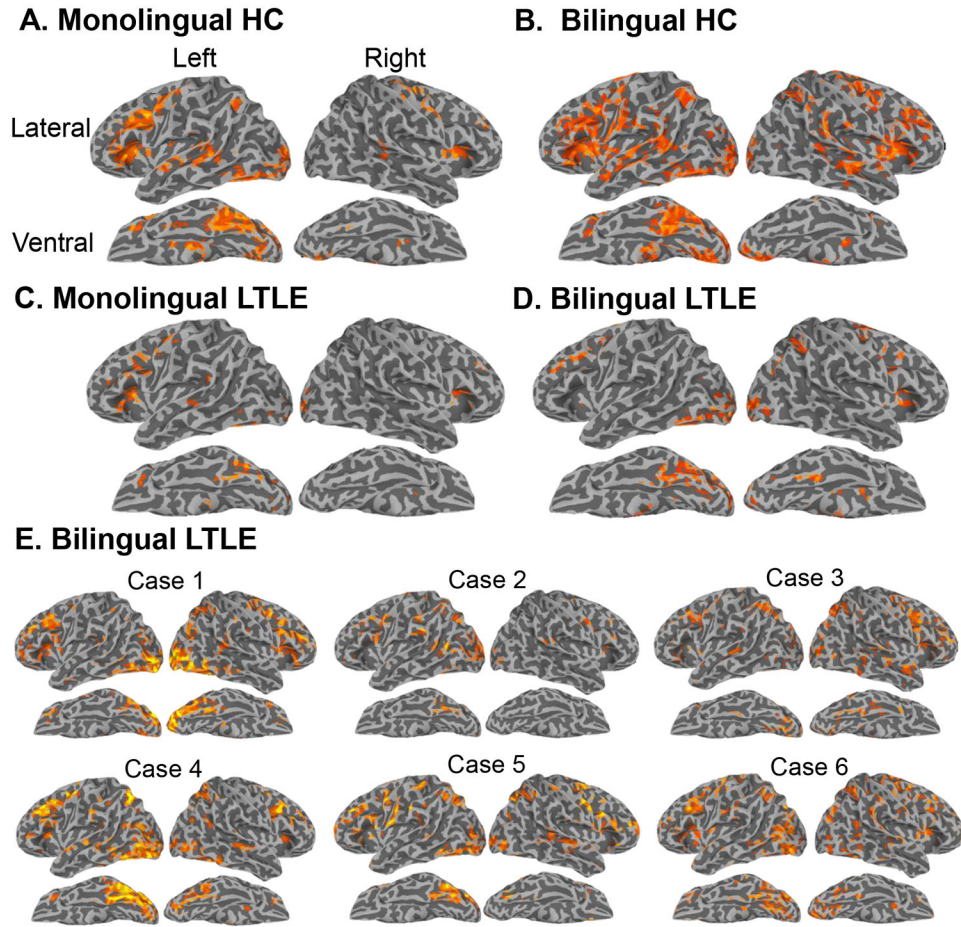 A. Monolingual HC
B. Bilingual HC
Left
Right
Lateral
Ventral
C. Monolingual LTLE
D. Bilingual LTLE
E. Bilingual LTLE
Case 1
Case 2
Case 3
Case 4
Case 5
Case 6